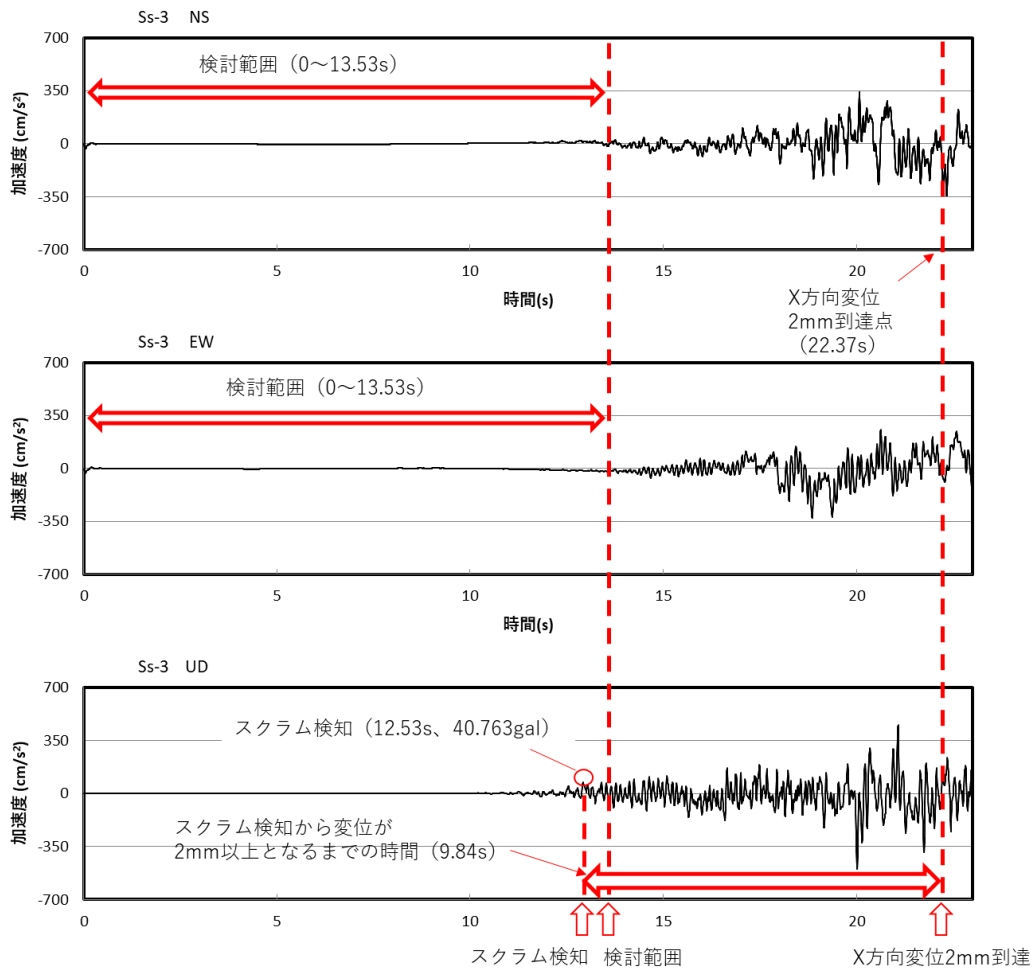 Ss-3 NS
700
350
0
-350
-700
加速度 (cm/s²)
検討範囲（0～13.53s）
0
5
10
15
20
時間(s)
X方向変位
2mm到達点
（22.37s）
Ss-3 EW
700
350
0
-350
-700
加速度 (cm/s²)
検討範囲（0～13.53s）
0
5
10
15
20
時間(s)
Ss-3 UD
700
350
0
-350
-700
加速度 (cm/s²)
スクラム検知（12.53s、40.763gal）
スクラム検知から変位が
2mm以上となるまでの時間（9.84s）
0
5
10
15
20
スクラム検知
検討範囲
X方向変位2mm到達